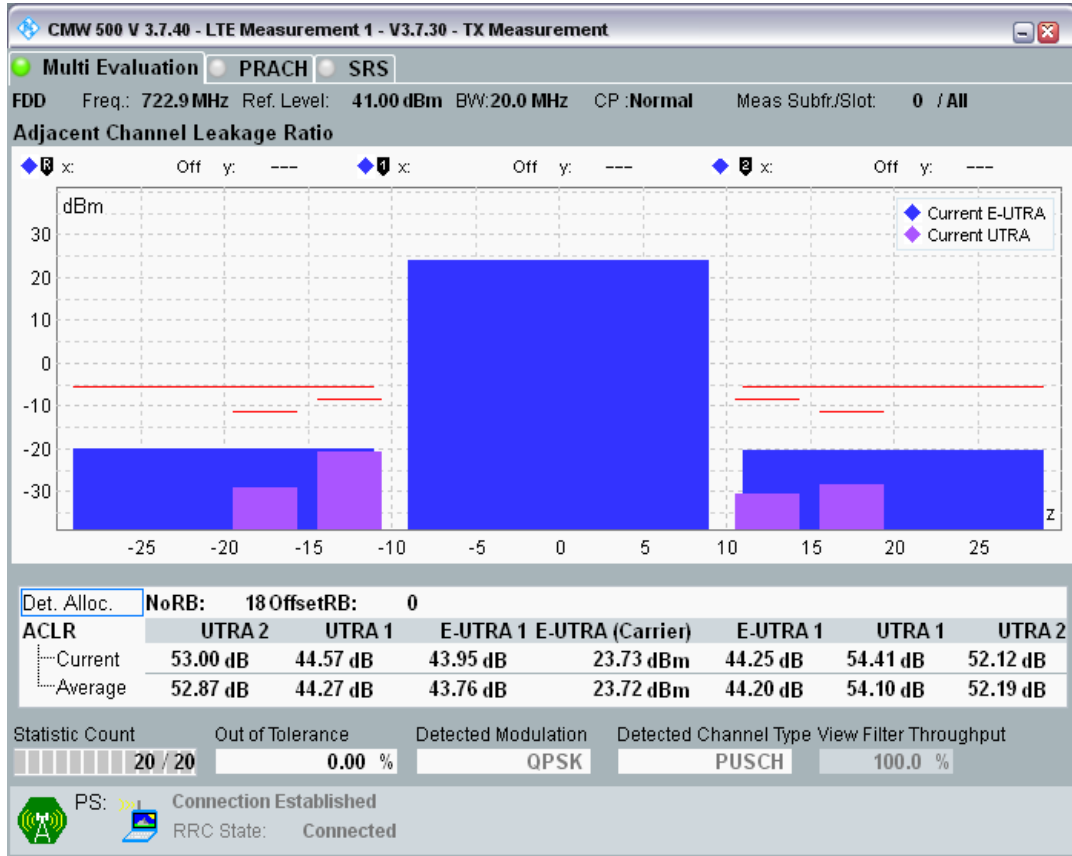 CMW 500 V 3.7.40 - LTE Measurement 1 - V3.7.30 - TX Measurement
Multi Evaluation PRACH SRS
FDD Freq.: 722.9 MHz Ref. Level: 41.00 dBm BW: 20.0 MHz CP :Normal Meas Subfr./Slot: 0 / All
Adjacent Channel Leakage Ratio
R x: Off y: --- 1 x: Off y: --- 2 x: Off y: ---
dBm
Current E-UTRA
Current UTRA
30
20
10
0
-10
-20
-30
z
-25 -20 -15 -10 -5 0 5 10 15 20 25
Det. Alloc. NoRB: 18 OffsetRB: 0
ACLR UTRA 2 UTRA 1 E-UTRA 1 E-UTRA (Carrier) E-UTRA 1 UTRA 1 UTRA 2
Current 53.00 dB 44.57 dB 43.95 dB 23.73 dBm 44.25 dB 54.41 dB 52.12 dB
Average 52.87 dB 44.27 dB 43.76 dB 23.72 dBm 44.20 dB 54.10 dB 52.19 dB
Statistic Count Out of Tolerance Detected Modulation Detected Channel Type View Filter Throughput
20 / 20 0.00 % QPSK PUSCH 100.0 %
PS: Connection Established
RRC State: Connected